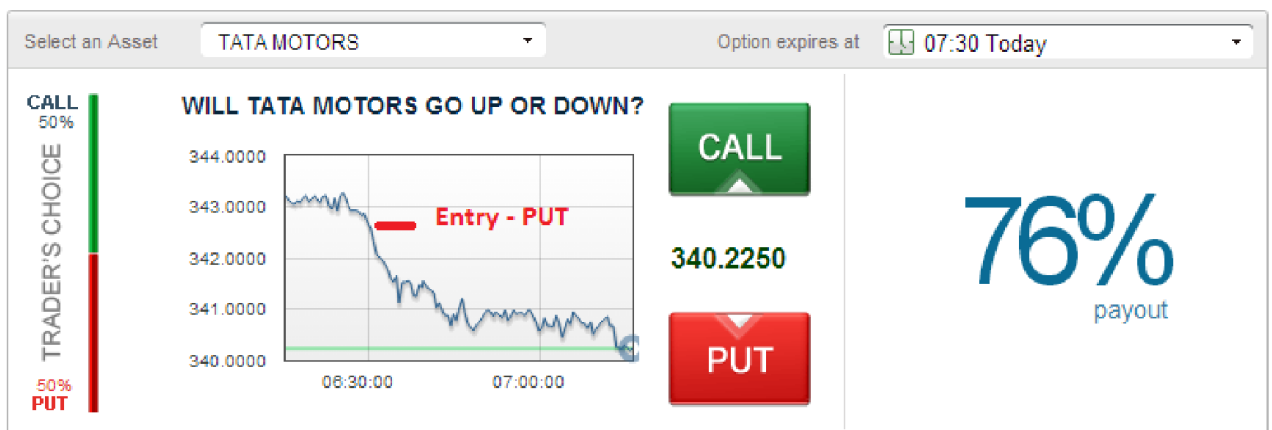 Select an Asset TATA MOTORS Option expires at 07:30 Today
CALL
50%
TRADER'S CHOICE
50%
PUT
WILL TATA MOTORS GO UP OR DOWN?
344.0000
343.0000
342.0000
341.0000
340.0000
Entry - PUT
06:30:00 07:00:00
CALL
340.2250
PUT
76%
payout